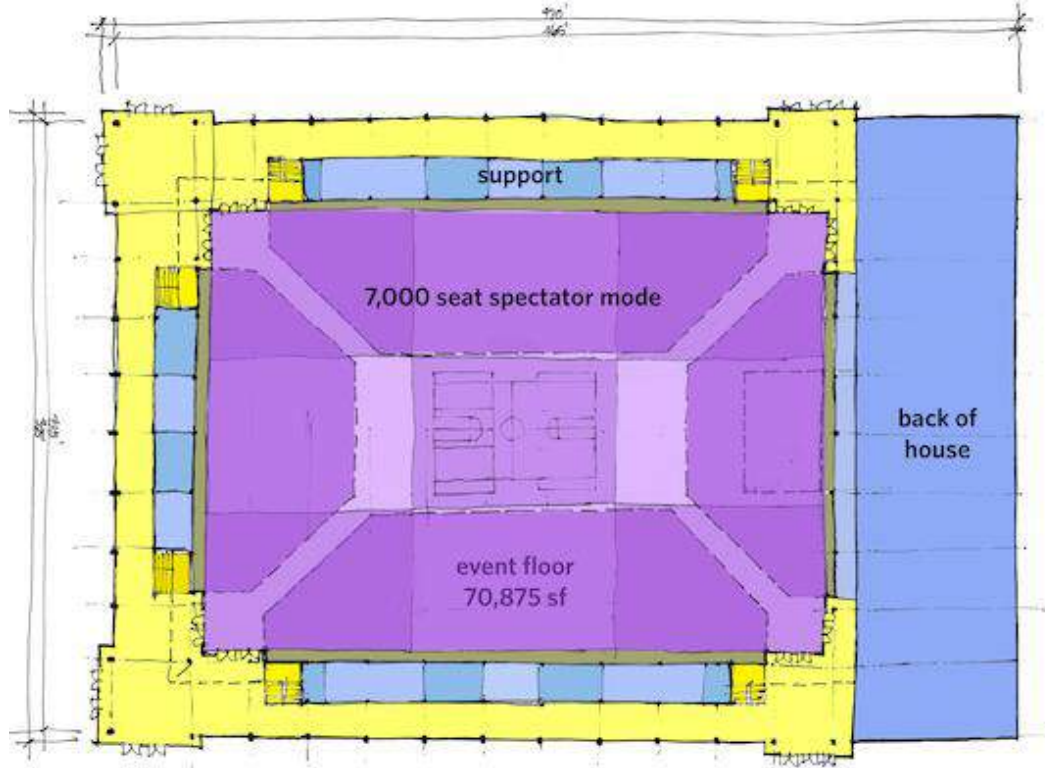 support
7,000 seat spectator mode
back of
house
event floor
70,875 sf